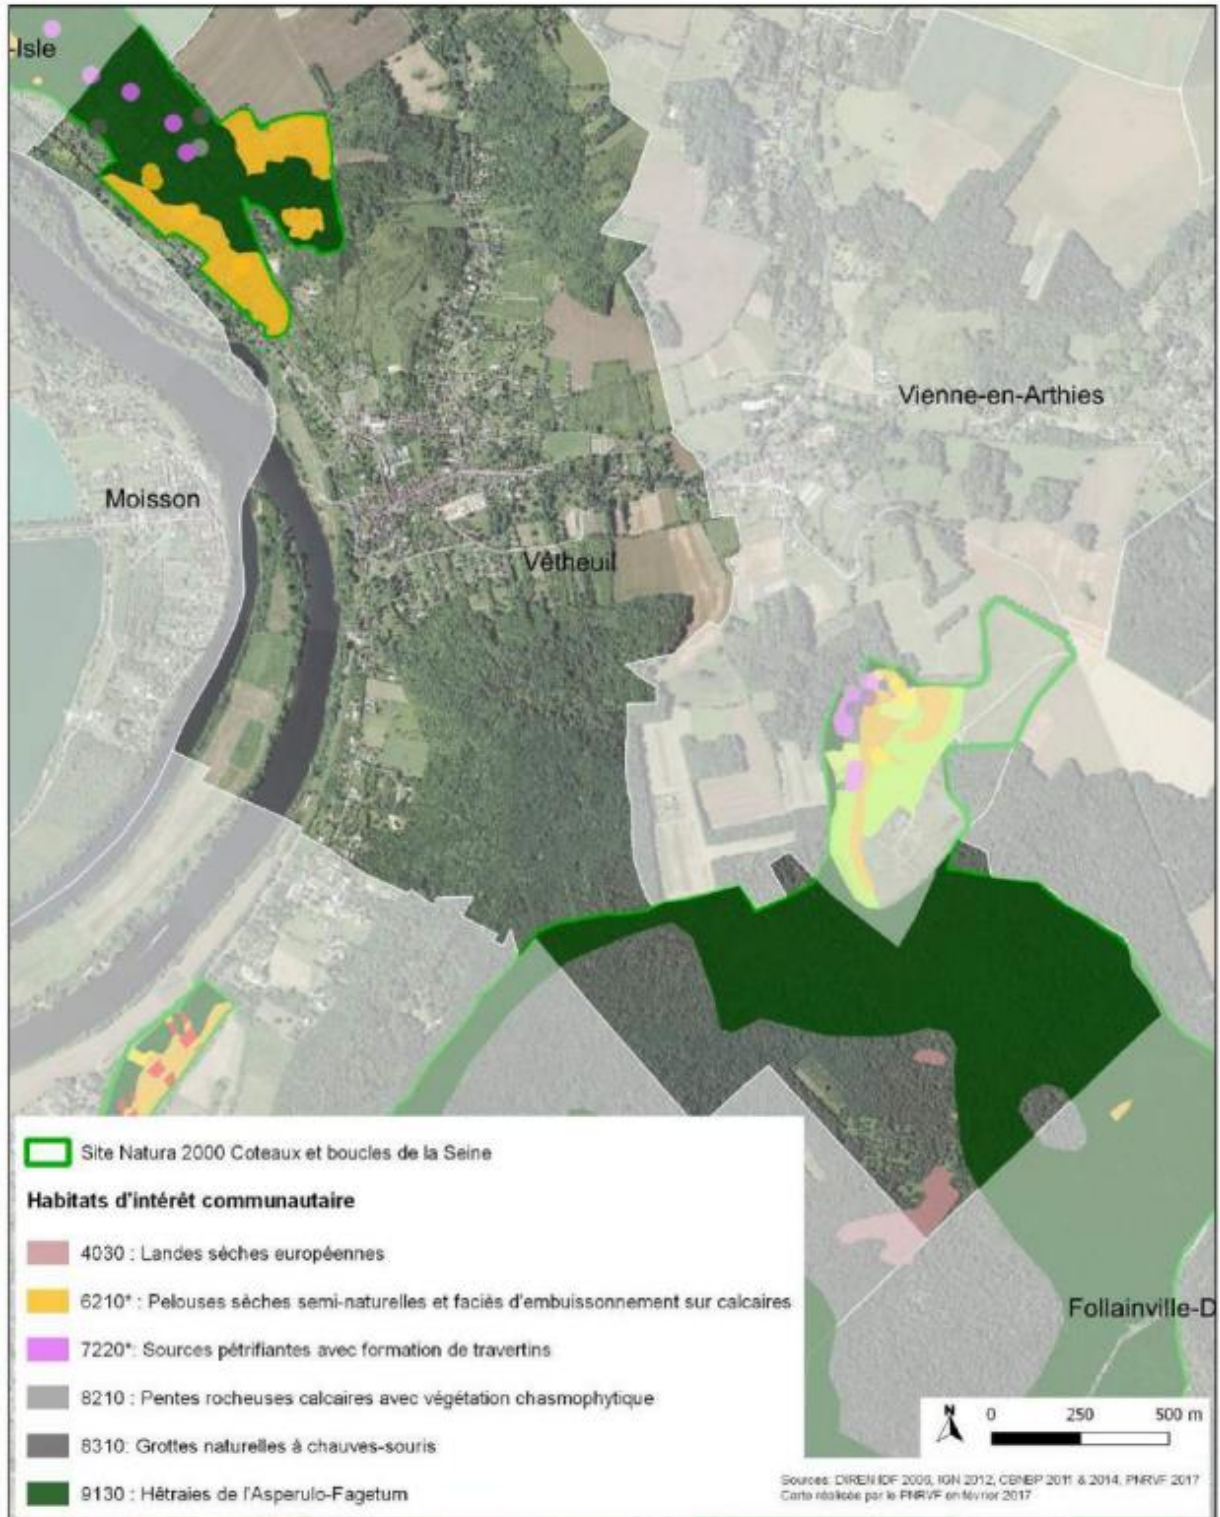 -Isle
Vienne-en-Arthies
Moisson
Vétheuil
Site Natura 2000 Coteaux et boucles de la Seine
Habitats d'intérêt communautaire
4030 : Landes sèches européennes
6210* : Pelouses sèches semi-naturelles et faciès d'embuissonnement sur calcaires
7220*: Sources pétrifiantes avec formation de travertins
8210 : Pentes rocheuses calcaires avec végétation chasmophytique
8310: Grottes naturelles à chauves-souris
9130 : Hêtraies de l'Asperulo-Fagetum
Follainville-D
N
0 250 500 m
Sources: DIREN IDF 2006, IGN 2012, CBNBP 2011 & 2014, PNRVF 2017
Carte réalisée par le PNRVF en février 2017